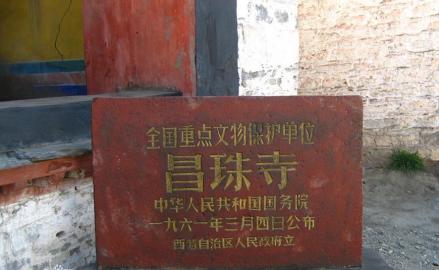 全国重点文物保护单位
昌珠寺
中华人民共和国国务院
一九六一年三月四日公布
西藏自治区人民政府立